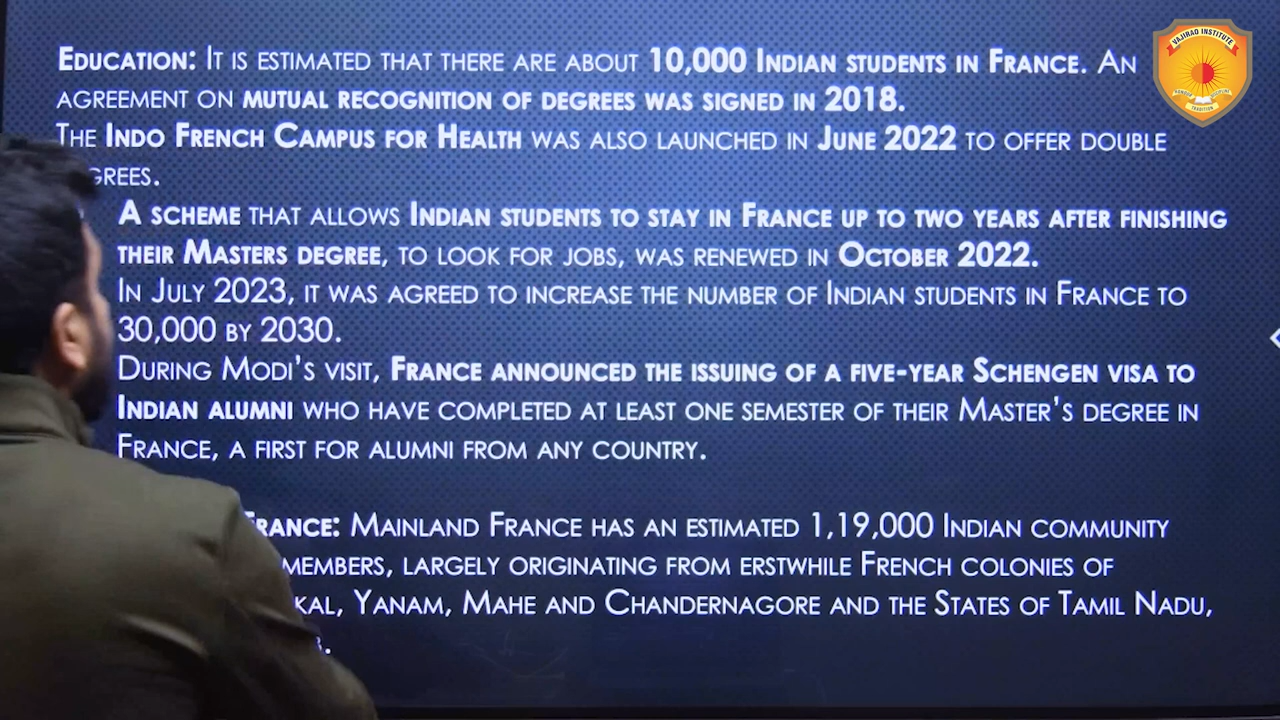 Education: It is estimated that there are about 10,000 Indian students in France. An
agreement on mutual recognition of degrees was signed in 2018.
The Indo French Campus for Health was also launched in June 2022 to offer double
grees.
A scheme that allows Indian students to stay in France up to two years after finishing
their Masters degree, to look for jobs, was renewed in October 2022.
In July 2023, it was agreed to increase the number of Indian students in France to
30,000 by 2030.
During Modi's visit, France announced the issuing of a five-year Schengen visa to
Indian alumni who have completed at least one semester of their Master's degree in
France, a first for alumni from any country.
France: Mainland France has an estimated 1,19,000 Indian community
members, largely originating from erstwhile French colonies of
kal, Yanam, Mahe and Chandernagore and the States of Tamil Nadu,
VAJIRAO INSTITUTE
TRADITION